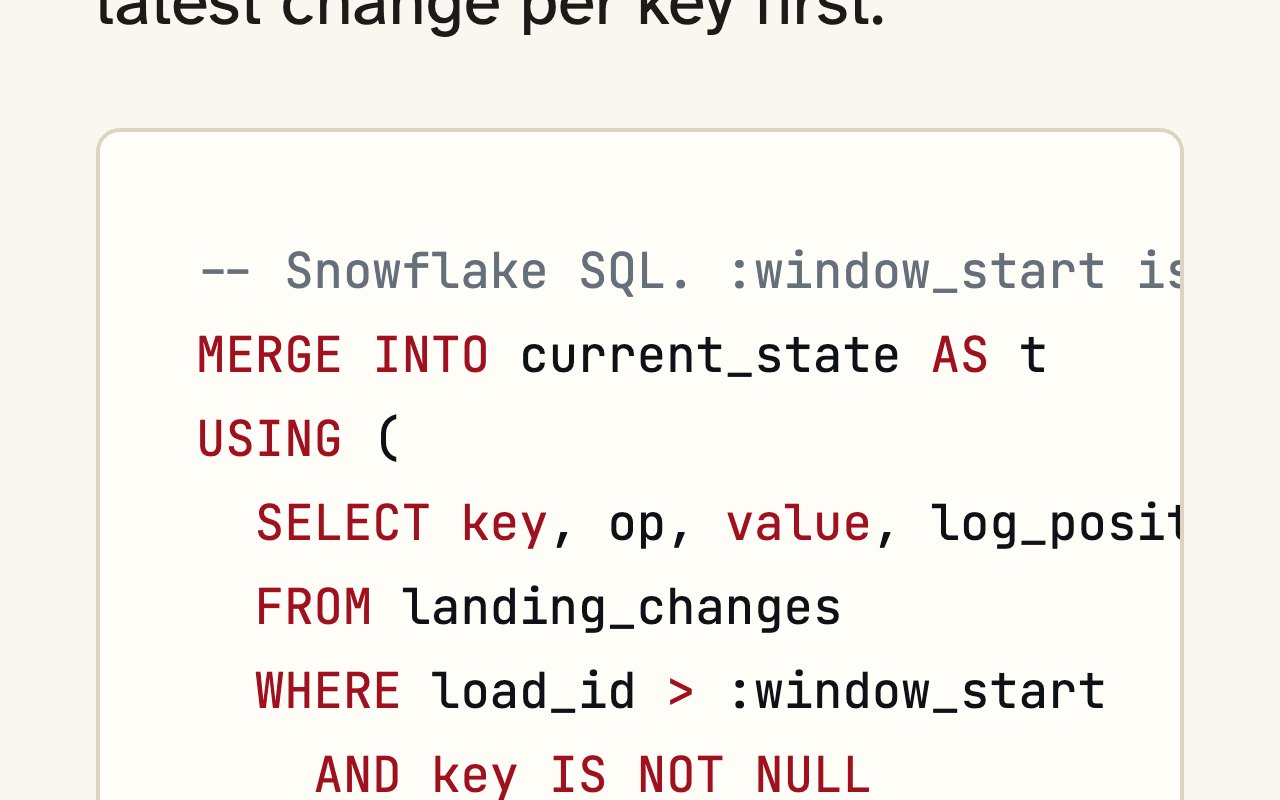 latest change per key first.
-- Snowflake SQL. :window_start is
MERGE INTO current_state AS t
USING (
SELECT key, op, value, log_posit
FROM landing_changes
WHERE load_id > :window_start
AND key IS NOT NULL